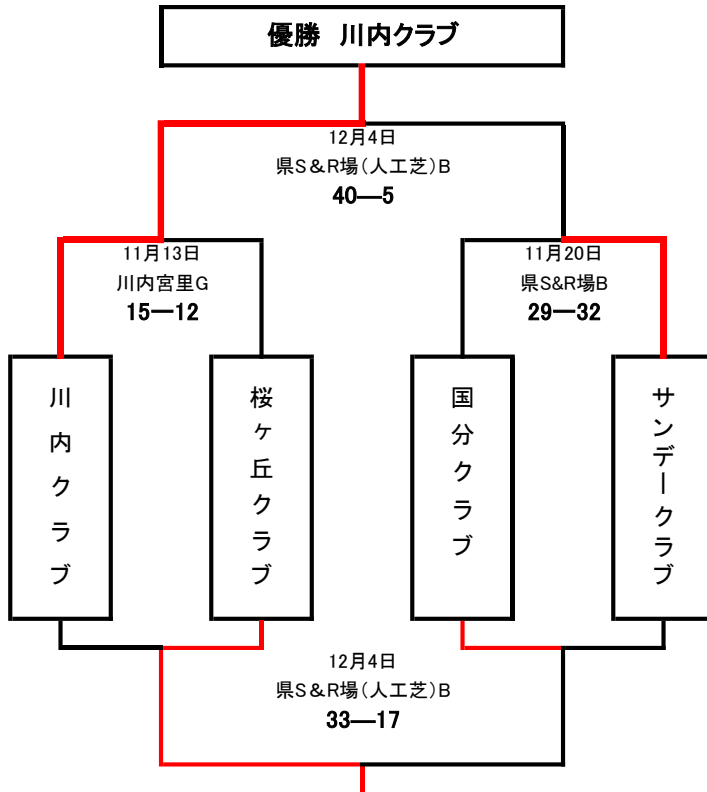 優勝 川内クラブ
12月4日
県S&R場(人工芝)B
40―5
11月13日
川内宮里G
15―12
11月20日
県S&R場B
29―32
川内クラブ
桜ヶ丘クラブ
国分クラブ
サンデークラブ
12月4日
県S&R場(人工芝)B
33―17